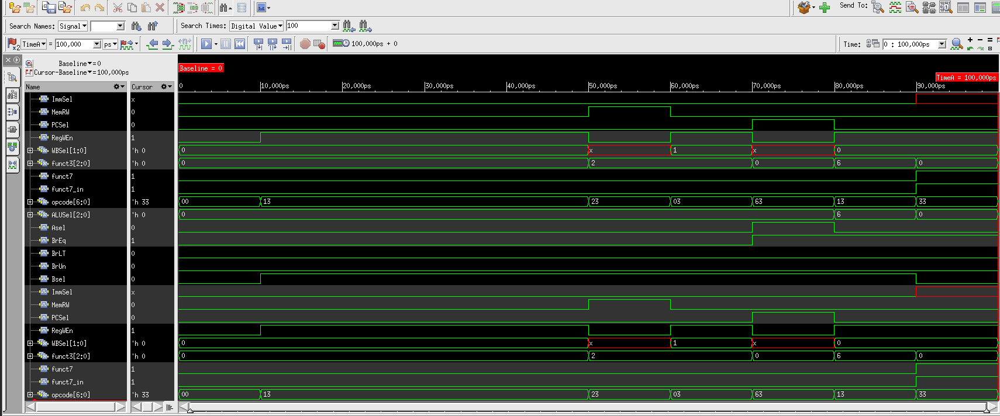 Send To:
Search Names: Signal
Search Times: Digital Value 100
TimeA = 100,000 ps
100,000ps + 0
Time: 0 : 100,000ps
Baseline=0
Cursor-Baseline=100,000ps
Baseline = 0
TimeA = 100,000ps
Name Cursor
0 10,000ps 20,000ps 30,000ps 40,000ps 50,000ps 60,000ps 70,000ps 80,000ps 90,000ps
ImmSel x
MemRW 0
PCSel 0
RegWEn 1
WBSel[1:0] 'h 0 0 x 1 x 0
funct3[2:0] 'h 0 0 2 0 6 0
funct7 1
funct7_in 1
opcode[6:0] 'h 33 00 13 23 03 63 13 33
ALUSel[2:0] 'h 0 0 6 0
Asel 0
BrEq 1
BrLT 0
BrUn 0
Bsel 0
ImmSel x
MemRW 0
PCSel 0
RegWEn 1
WBSel[1:0] 'h 0 0 x 1 x 0
funct3[2:0] 'h 0 0 2 0 6 0
funct7 1
funct7_in 1
opcode[6:0] 'h 33 00 13 23 03 63 13 33